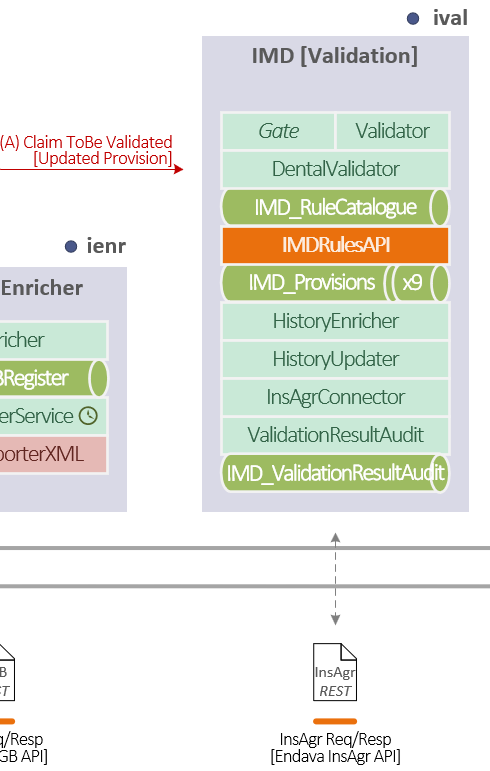 ival
IMD [Validation]
Gate
Validator
(A) Claim ToBe Validated
[Updated Provision]
DentalValidator
IMD_RuleCatalogue
IMDRulesAPI
ienr
IMD_Provisions
x9
Enricher
HistoryEnricher
HistoryUpdater
InsAgrConnector
ValidationResultAudit
IMD_ValidationResultAudit
InsAgr
REST
InsAgr Req/Resp
[Endava InsAgr API]